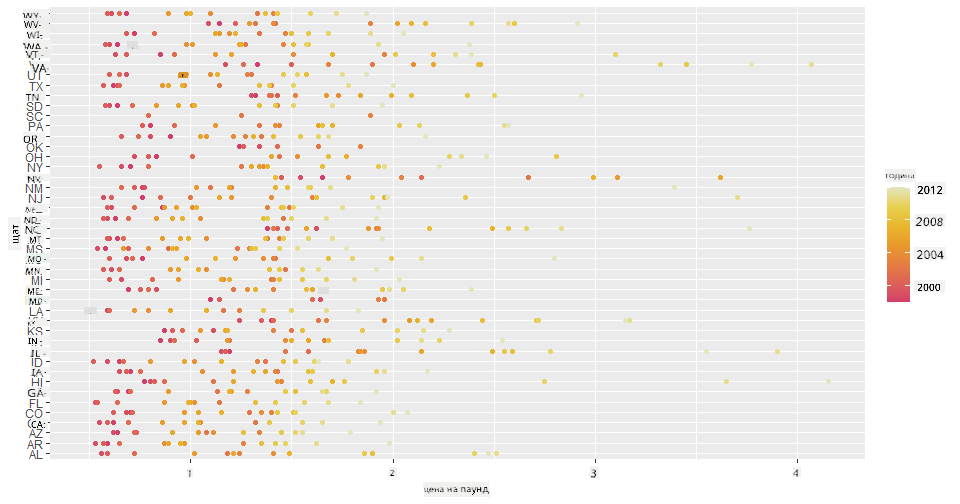 WY
WV
WI
WA
VT
VA
UT
TX
TN
SD
SC
PA
OR
OK
OH
NY
NM
NJ
ND
NC
MT
MS
MO
MN
MI
ME
MD
LA
KS
IN
IL
ID
IA
HI
GA
FL
CO
CA
AZ
AR
AL
щат
1
2
3
4
цена на паунд
година
2012
2008
2004
2000